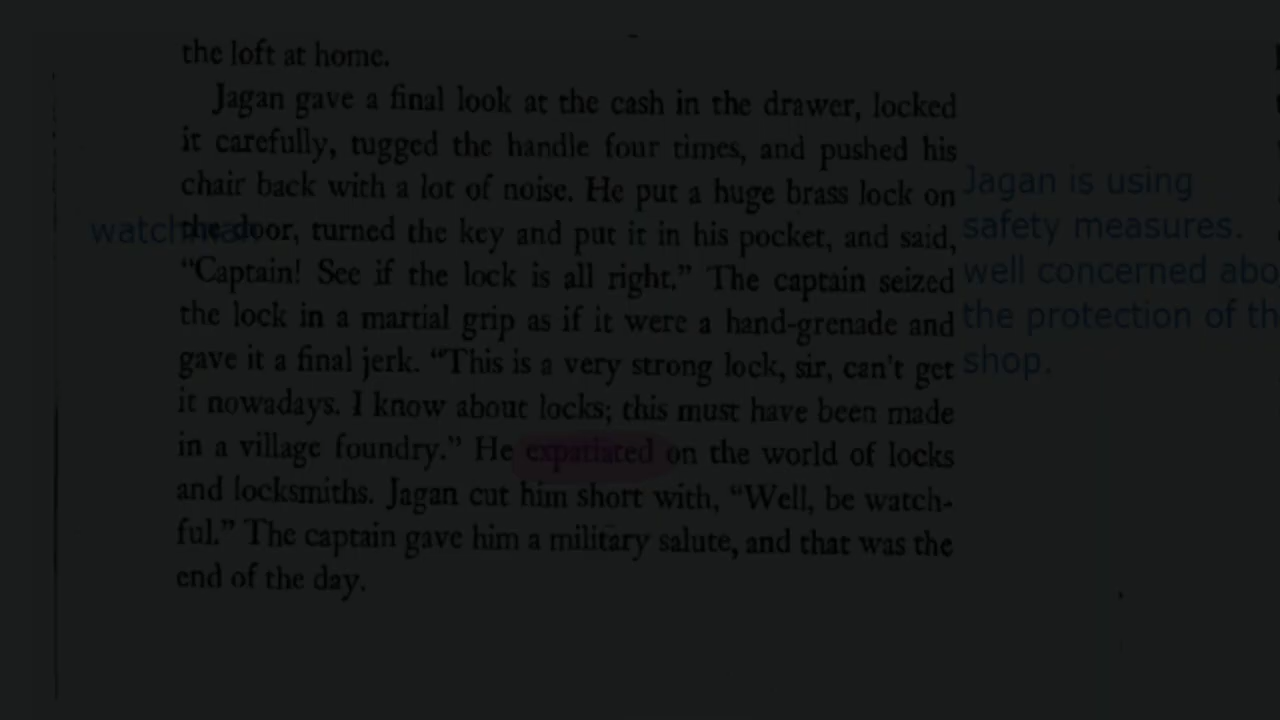 the loft at home.
Jagan gave a final look at the cash in the drawer, locked
it carefully, tugged the handle four times, and pushed his
chair back with a lot of noise. He put a huge brass lock on
the door, turned the key and put it in his pocket, and said,
“Captain! See if the lock is all right.” The captain seized
the lock in a martial grip as if it were a hand-grenade and
gave it a final jerk. “This is a very strong lock, sir, can't get
it nowadays. I know about locks; this must have been made
in a village foundry.” He expatiated on the world of locks
and locksmiths. Jagan cut him short with, “Well, be watch-
ful.” The captain gave him a military salute, and that was the
end of the day.
watchman
Jagan is using
safety measures.
well concerned abo
the protection of th
shop.